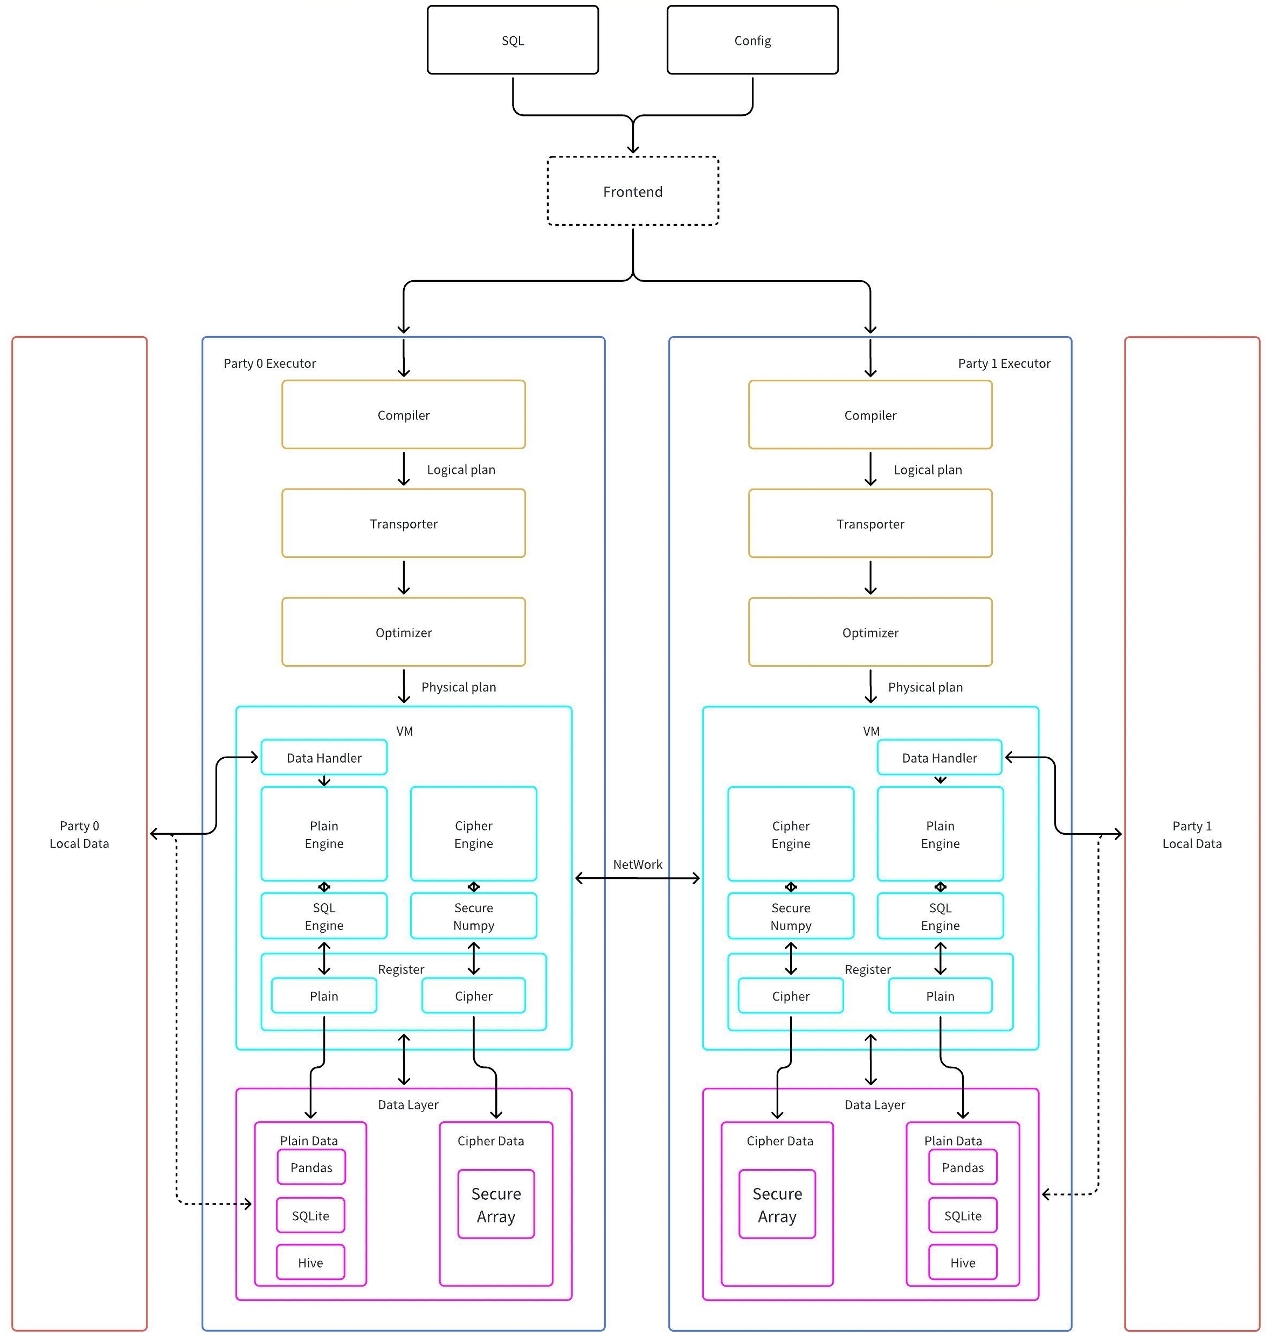 SQL
Config
Frontend
Party 0 Executor
Compiler
Logical plan
Transporter
Optimizer
Physical plan
VM
Data Handler
Plain
Engine
Cipher
Engine
SQL
Engine
Secure
Numpy
Register
Plain
Cipher
Data Layer
Plain Data
Pandas
SQLite
Hive
Cipher Data
Secure
Array
Party 0
Local Data
NetWork
Party 1 Executor
Compiler
Logical plan
Transporter
Optimizer
Physical plan
VM
Data Handler
Cipher
Engine
Plain
Engine
Secure
Numpy
SQL
Engine
Register
Cipher
Plain
Data Layer
Cipher Data
Secure
Array
Plain Data
Pandas
SQLite
Hive
Party 1
Local Data